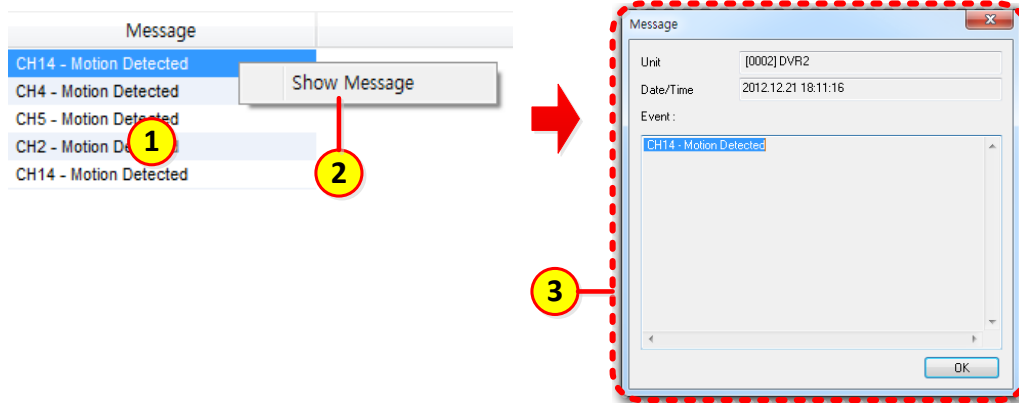 Message
CH14 - Motion Detected
Show Message
CH4 - Motion Detected
CH5 - Motion Detected
CH2 - Motion D
CH14 - Motion Detected
1
2
Message
x
Unit
[0002] DVR2
Date/Time
2012.12.21 18:11:16
Event :
CH14 - Motion Detected
3
OK